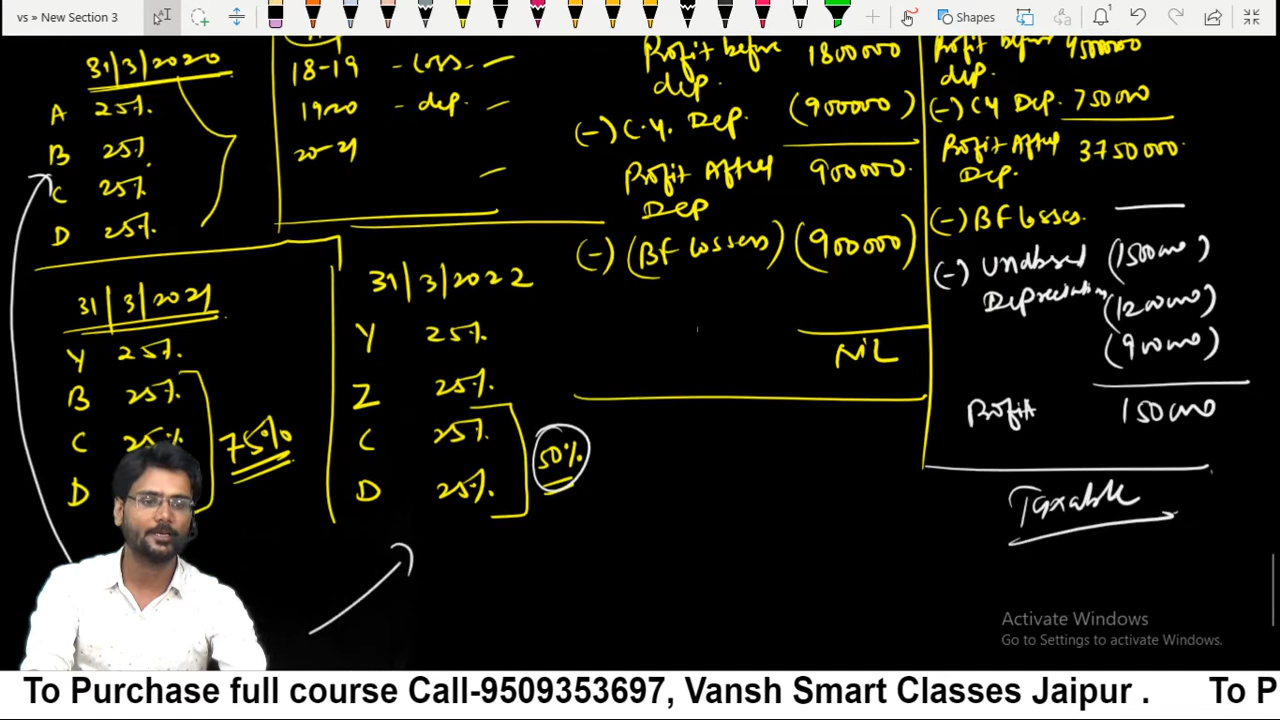 vs » New Section 3
Shapes
31/3/2020
A 25%
B 25%
C 25%
D 25%
18-19 - Loss -
1920 - dep. -
20-21 -
Profit before 1800000
dep.
(-) C.Y. Dep. (900000)
Profit After 900000
Dep
(-) (BF losses) (900000)
NIL
Profit before 4500000
dep.
(-) CY Dep. 750000
Profit After 3750000
Dep.
(-) BF losses.
(-) Unabsord (1500000)
Depreciation (1200000)
(900000)
Profit 150000
Taxable
31/3/2021
Y 25%
B 25%
C 25%
D
75%
31/3/2022
Y 25%
Z 25%
C 25%
D 25%
50%
Activate Windows
Go to Settings to activate Windows.
To Purchase full course Call-9509353697, Vansh Smart Classes Jaipur . To P